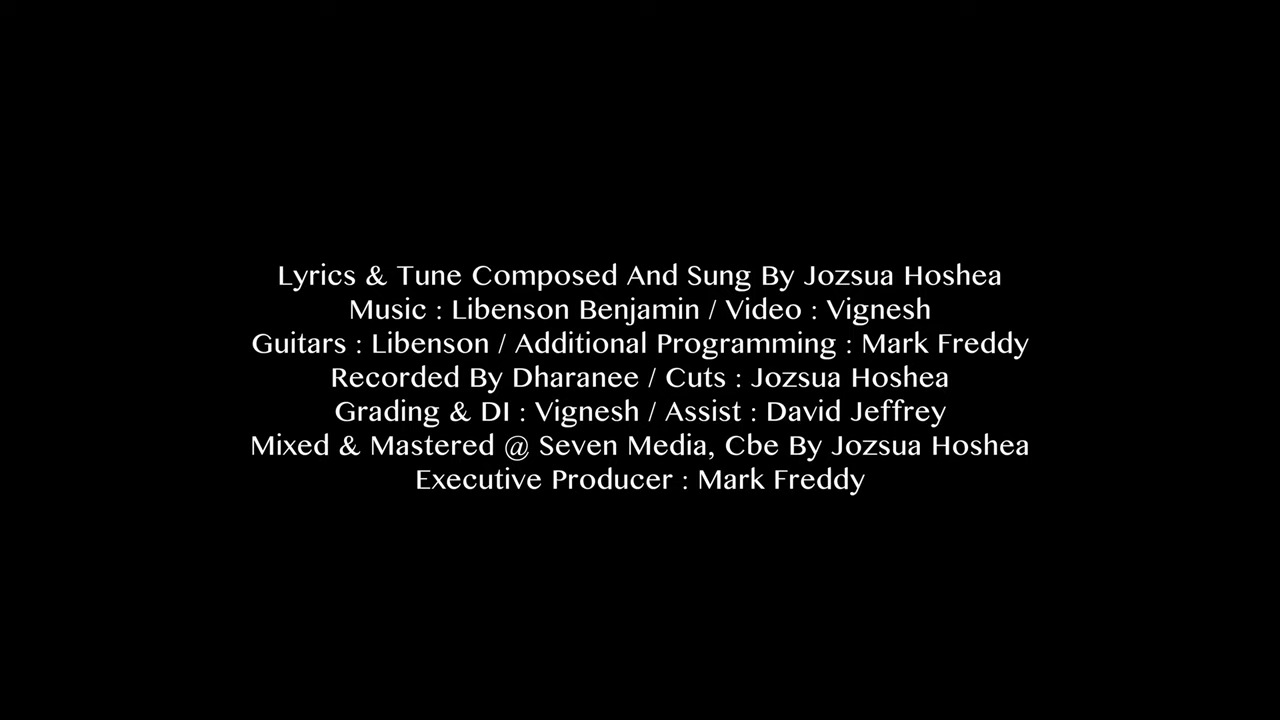 Lyrics & Tune Composed And Sung By Jozsua Hoshea
Music : Libenson Benjamin / Video : Vignesh
Guitars : Libenson / Additional Programming : Mark Freddy
Recorded By Dharanee / Cuts : Jozsua Hoshea
Grading & DI : Vignesh / Assist : David Jeffrey
Mixed & Mastered @ Seven Media, Cbe By Jozsua Hoshea
Executive Producer : Mark Freddy